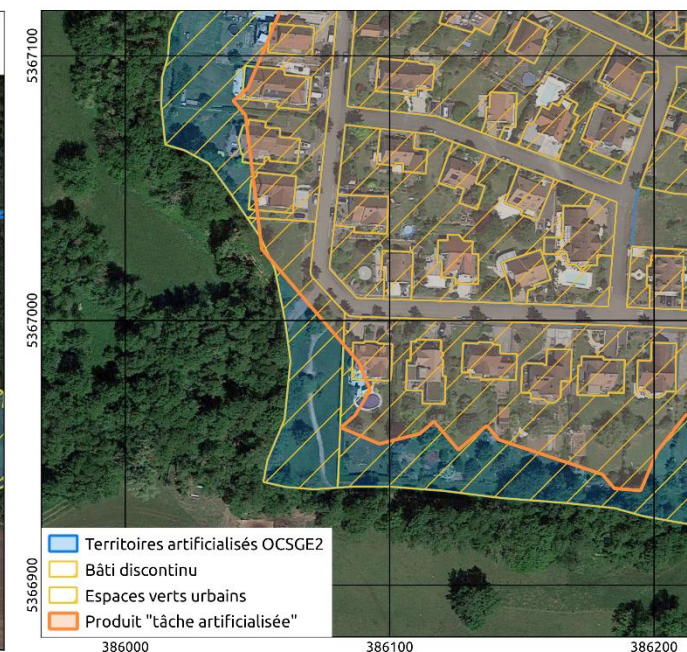 5367100
5367000
5366900
Territoires artificialisés OCSGE2
Bâti discontinu
Espaces verts urbains
Produit "tâche artificialisée"
386000 386100 386200